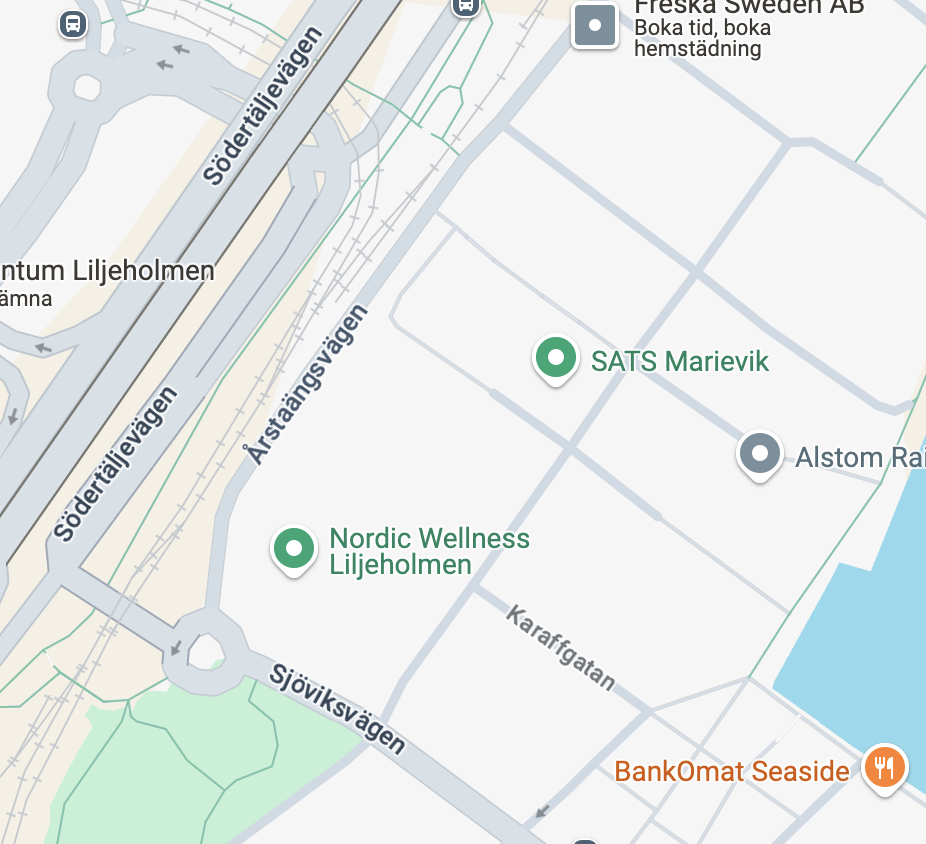 Freska Sweden AB
Boka tid, boka
hemstädning
Södertäljevägen
ntum Liljeholmen
ämna
Årstaängsvägen
SATS Marievik
Södertäljevägen
Alstom Rai
Nordic Wellness
Liljeholmen
Karaffgatan
Sjöviksvägen
BankOmat Seaside